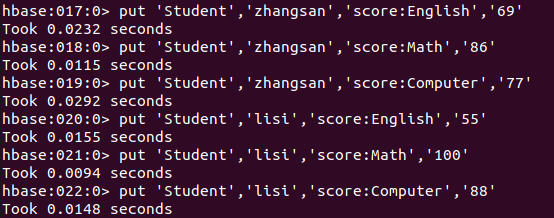 hbase:017:0> put 'Student','zhangsan','score:English','69'
Took 0.0232 seconds
hbase:018:0> put 'Student','zhangsan','score:Math','86'
Took 0.0115 seconds
hbase:019:0> put 'Student','zhangsan','score:Computer','77'
Took 0.0292 seconds
hbase:020:0> put 'Student','lisi','score:English','55'
Took 0.0155 seconds
hbase:021:0> put 'Student','lisi','score:Math','100'
Took 0.0094 seconds
hbase:022:0> put 'Student','lisi','score:Computer','88'
Took 0.0148 seconds